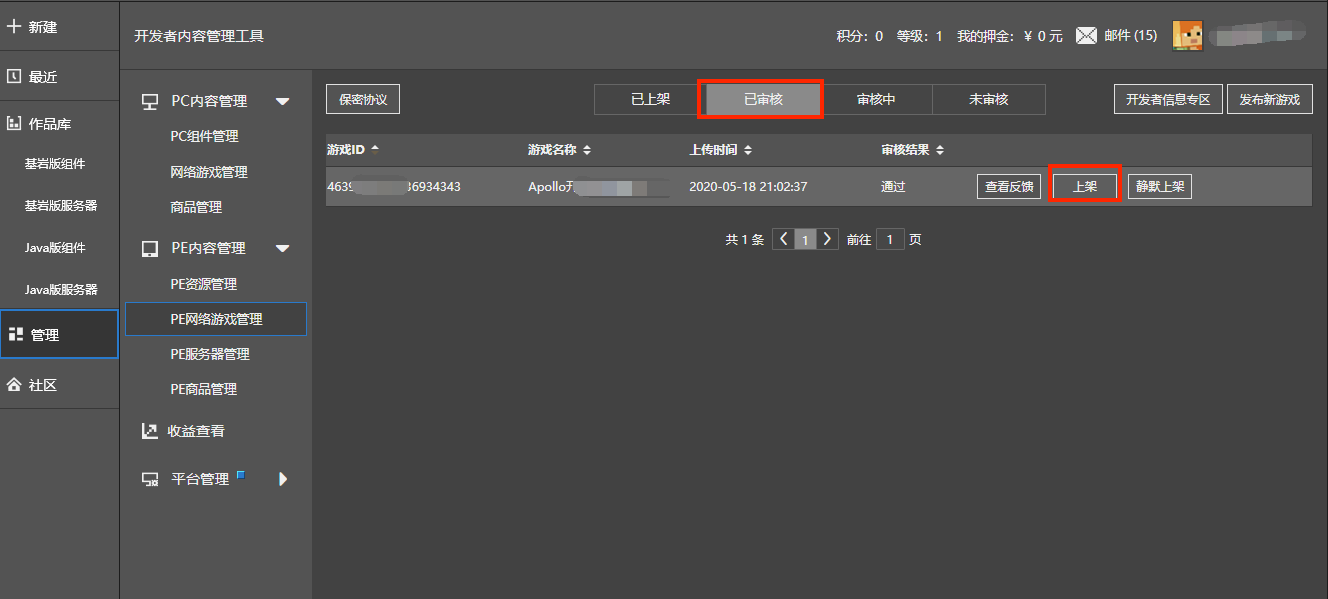 新建
最近
作品库
基岩版组件
基岩版服务器
Java版组件
Java版服务器
管理
社区
开发者内容管理工具
积分：0 等级：1 我的押金：￥ 0 元 邮件 (15)
PC内容管理
PC组件管理
网络游戏管理
商品管理
PE内容管理
PE资源管理
PE网络游戏管理
PE服务器管理
PE商品管理
收益查看
平台管理
保密协议 已上架 已审核 审核中 未审核 开发者信息专区 发布新游戏
游戏ID 游戏名称 上传时间 审核结果
4639 36934343 Apollo 2020-05-18 21:02:37 通过 查看反馈 上架 静默上架
共 1 条 1 前往 1 页